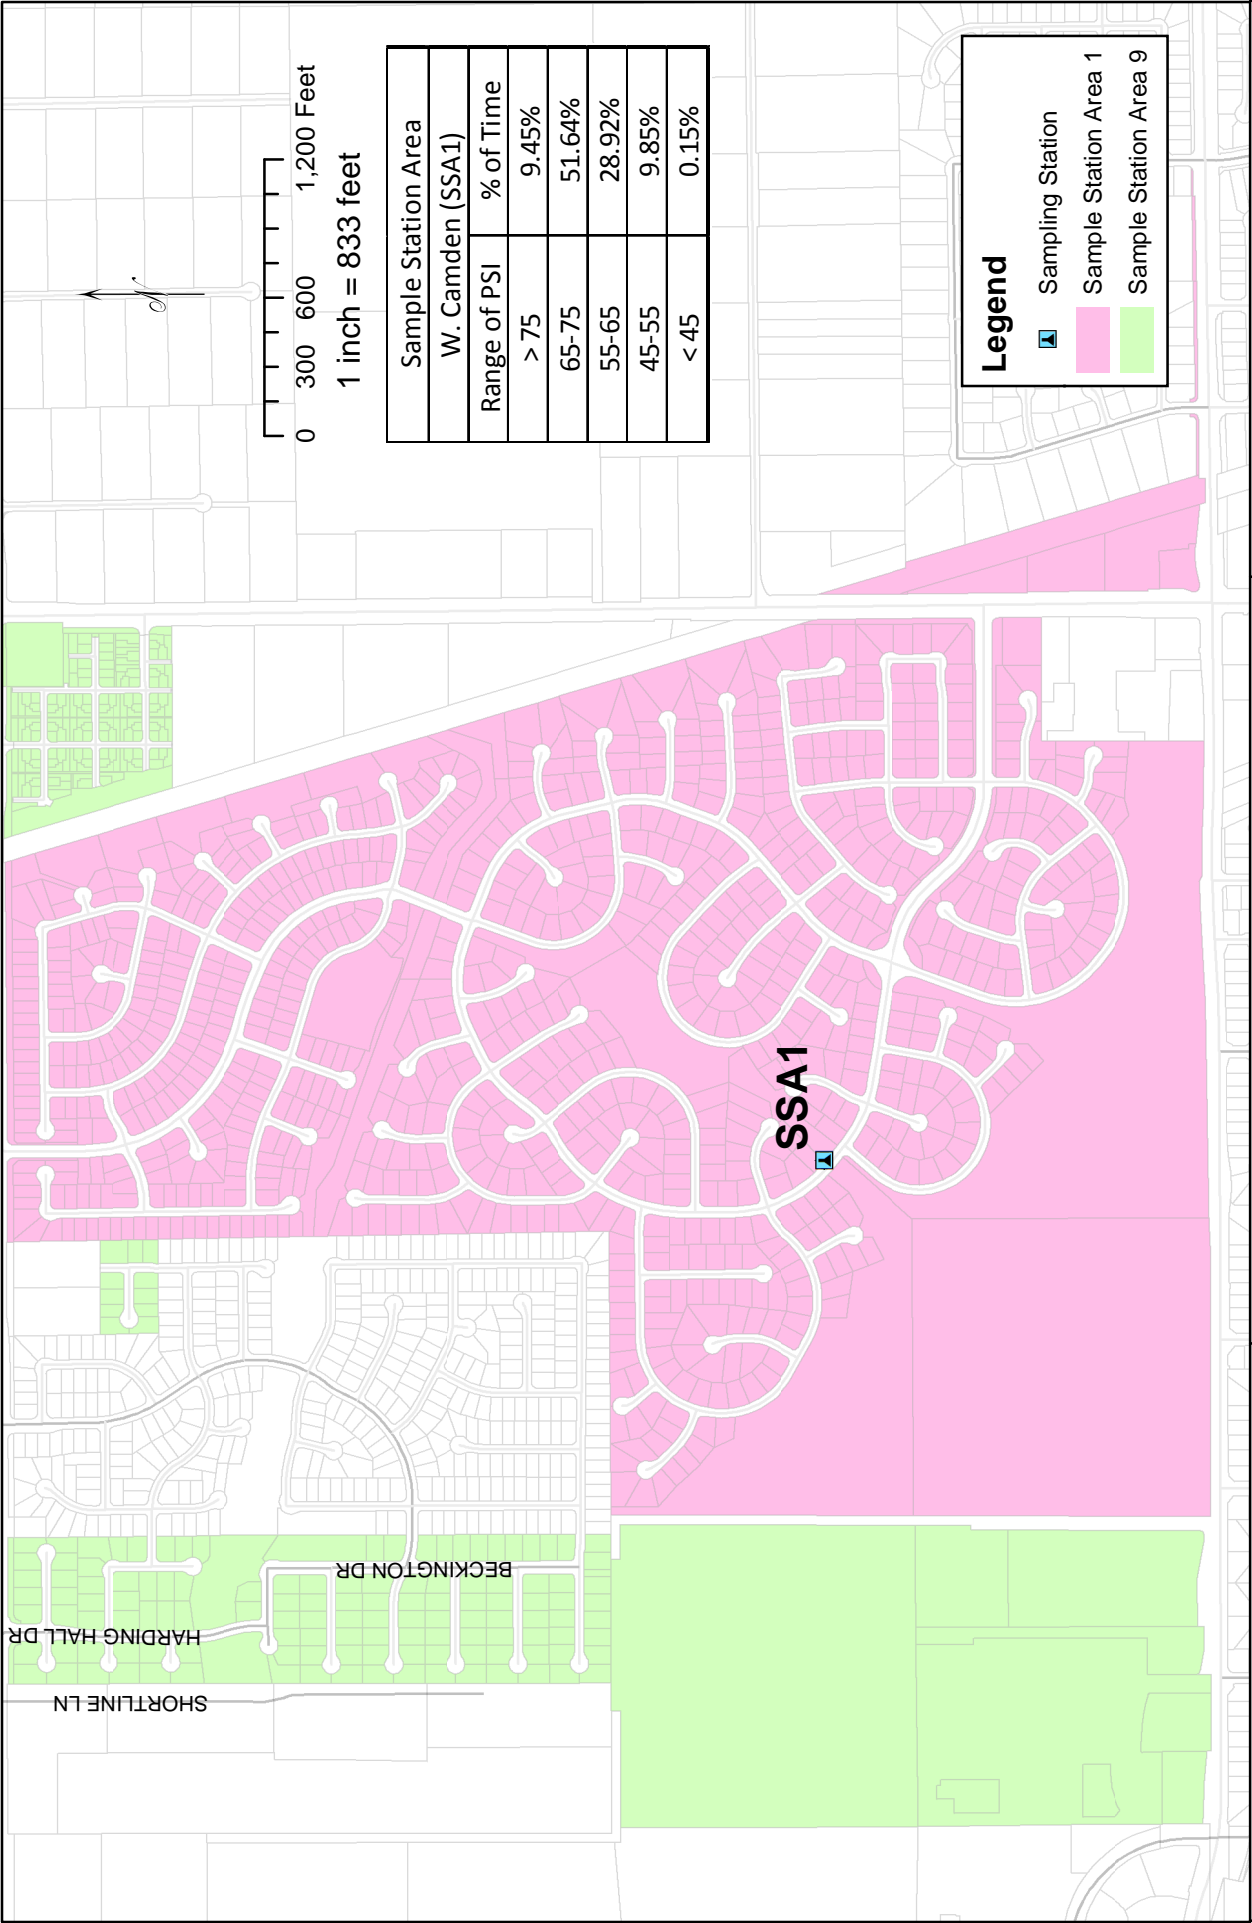 0 300 600 1,200 Feet
1 inch = 833 feet
Sample Station Area
W. Camden (SSA1)
Range of PSI % of Time
> 75 9.45%
65-75 51.64%
55-65 28.92%
45-55 9.85%
< 45 0.15%
SHORTLINE LN
HARDING HALL DR
BECKINGTON DR
SSA1
Legend
Sampling Station
Sample Station Area 1
Sample Station Area 9